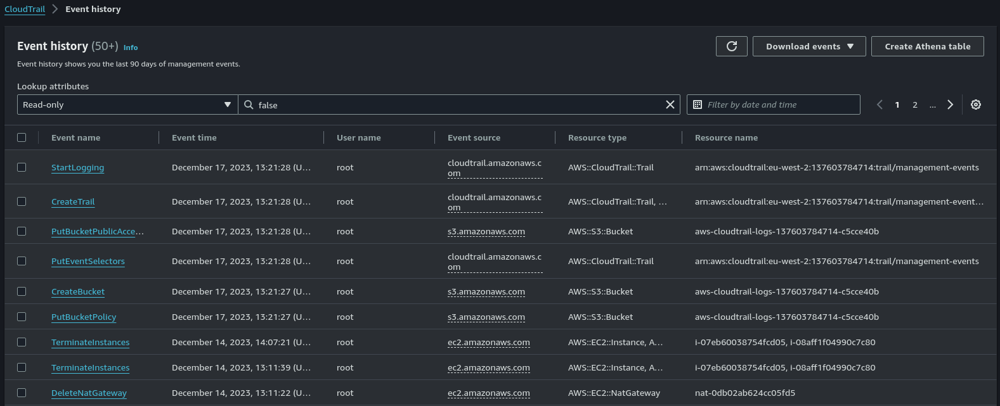 CloudTrail > Event history
Event history (50+) Info
Download events
Create Athena table
Event history shows you the last 90 days of management events.
Lookup attributes
Read-only
false
Filter by date and time
1 2 ...
Event name Event time User name Event source Resource type Resource name
StartLogging December 17, 2023, 13:21:28 (U… root cloudtrail.amazonaws.c AWS::CloudTrail::Trail arn:aws:cloudtrail:eu-west-2:137603784714:trail/management-events
om
CreateTrail December 17, 2023, 13:21:28 (U… root cloudtrail.amazonaws.c AWS::CloudTrail::Trail, … arn:aws:cloudtrail:eu-west-2:137603784714:trail/management-event…
om
PutBucketPublicAcce… December 17, 2023, 13:21:28 (U… root s3.amazonaws.com AWS::S3::Bucket aws-cloudtrail-logs-137603784714-c5cce40b
PutEventSelectors December 17, 2023, 13:21:28 (U… root cloudtrail.amazonaws.c AWS::CloudTrail::Trail arn:aws:cloudtrail:eu-west-2:137603784714:trail/management-events
om
CreateBucket December 17, 2023, 13:21:27 (U… root s3.amazonaws.com AWS::S3::Bucket aws-cloudtrail-logs-137603784714-c5cce40b
PutBucketPolicy December 17, 2023, 13:21:27 (U… root s3.amazonaws.com AWS::S3::Bucket aws-cloudtrail-logs-137603784714-c5cce40b
TerminateInstances December 14, 2023, 14:07:21 (U… root ec2.amazonaws.com AWS::EC2::Instance, A… i-07eb60038754fcd05, i-08aff1f04990c7c80
TerminateInstances December 14, 2023, 13:11:39 (U… root ec2.amazonaws.com AWS::EC2::Instance, A… i-07eb60038754fcd05, i-08aff1f04990c7c80
DeleteNatGateway December 14, 2023, 13:11:22 (U… root ec2.amazonaws.com AWS::EC2::NatGateway nat-0db02ab624cc05fd5